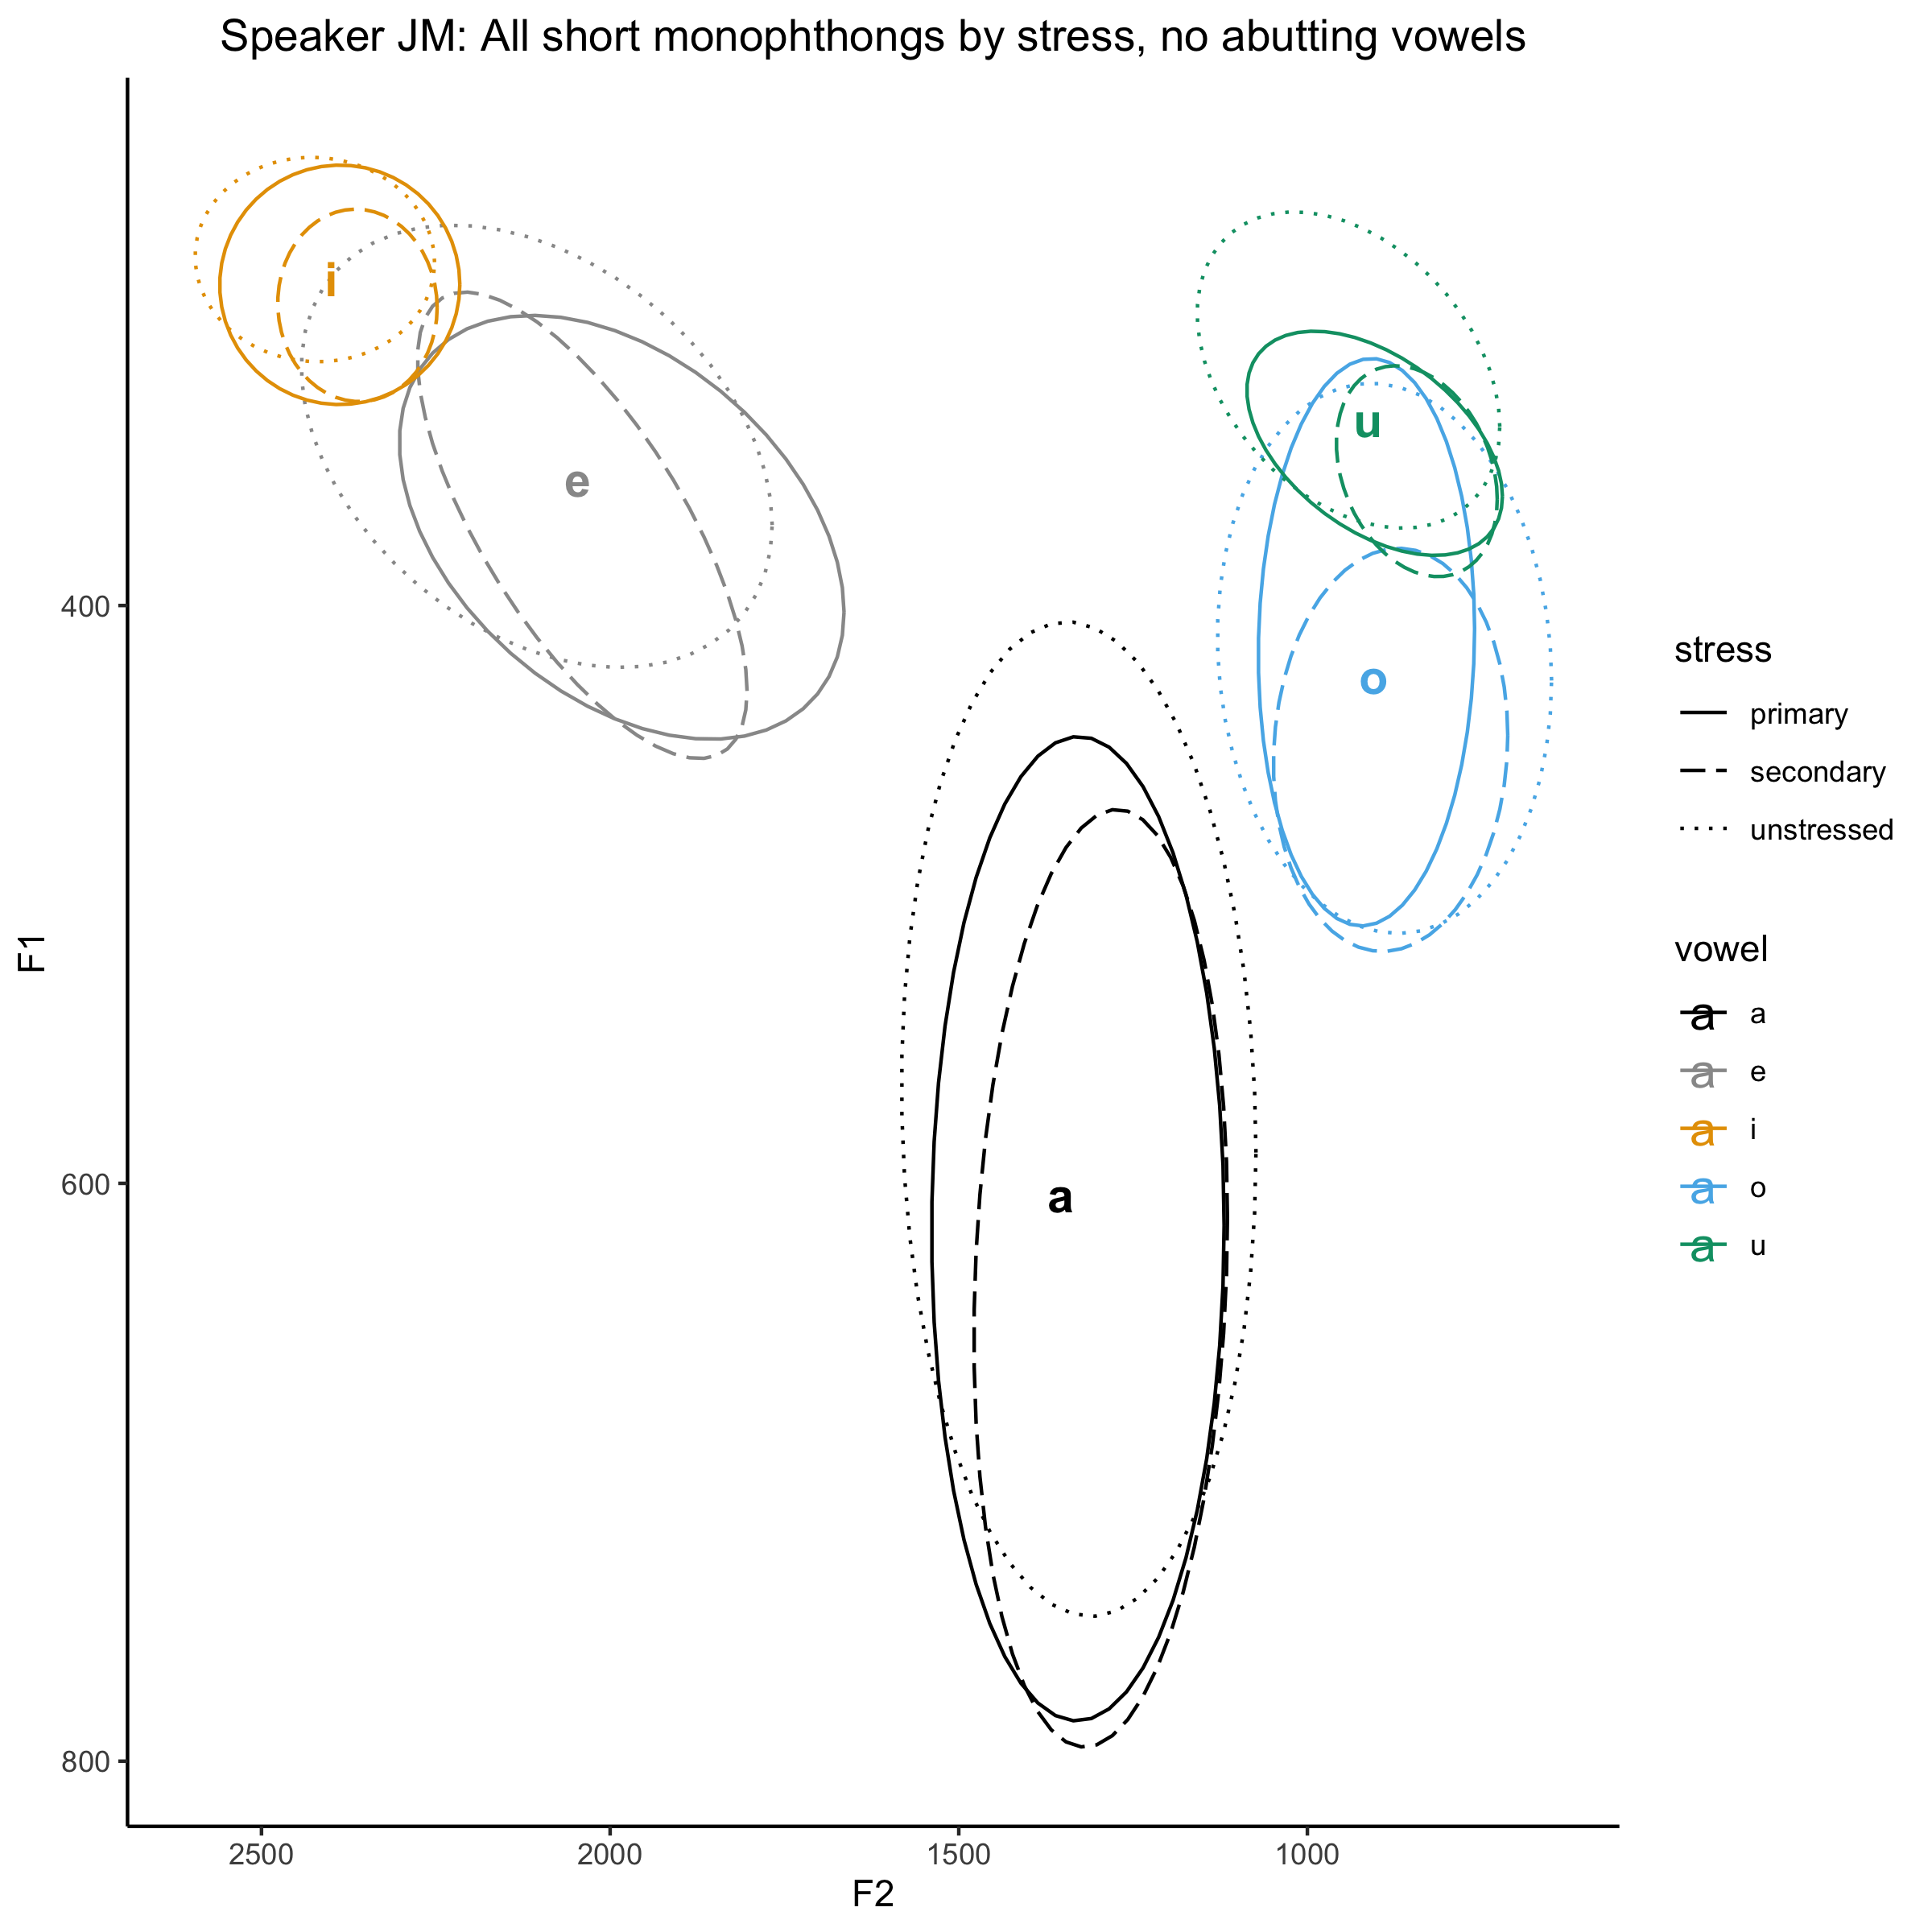 Speaker JM: All short monophthongs by stress, no abutting vowels
i
e
u
o
a
400
600
800
F1
2500
2000
1500
1000
F2
stress
primary
secondary
unstressed
vowel
a a
a e
a i
a o
a u